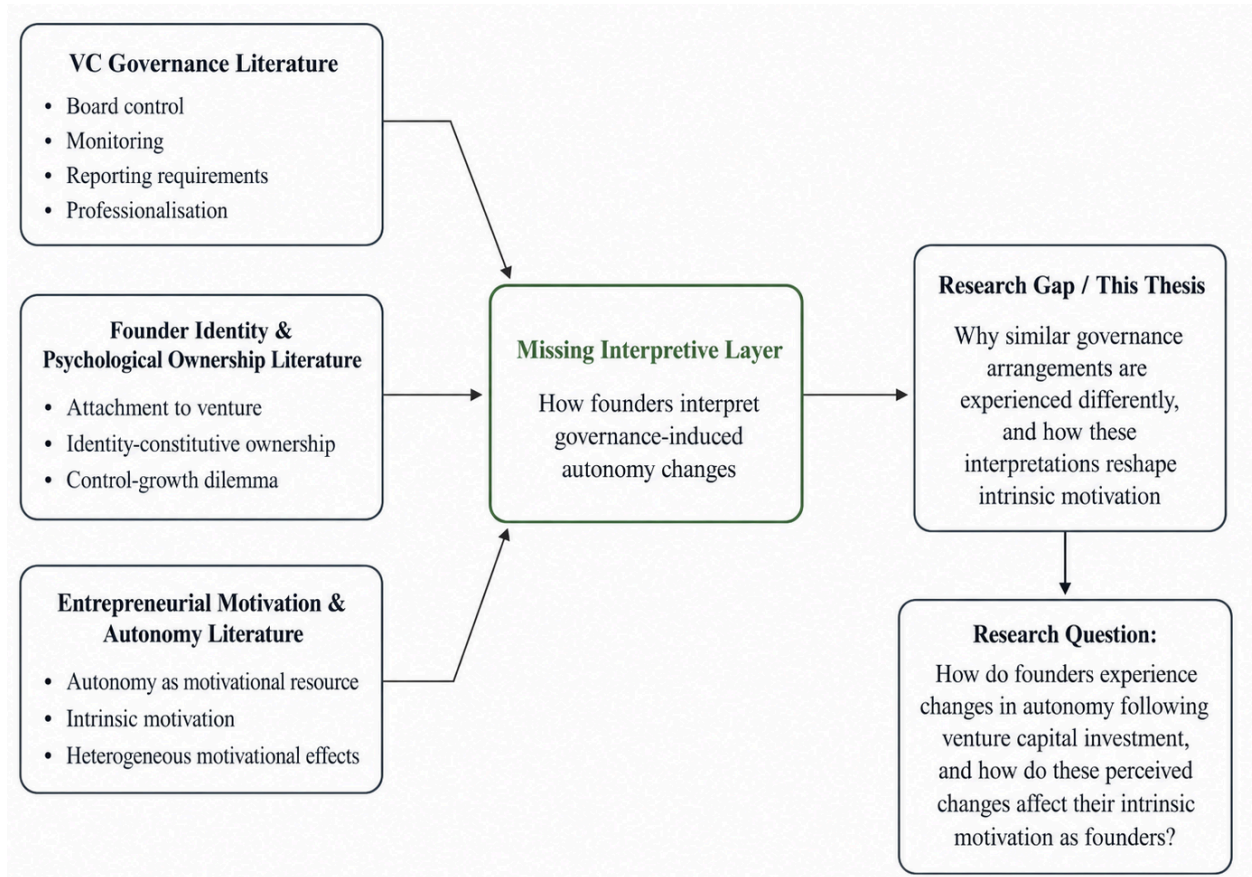 VC Governance Literature
• Board control
• Monitoring
• Reporting requirements
• Professionalisation
Founder Identity &
Psychological Ownership Literature
• Attachment to venture
• Identity-constitutive ownership
• Control-growth dilemma
Entrepreneurial Motivation &
Autonomy Literature
• Autonomy as motivational resource
• Intrinsic motivation
• Heterogeneous motivational effects
Missing Interpretive Layer
How founders interpret
governance-induced
autonomy changes
Research Gap / This Thesis
Why similar governance
arrangements are
experienced differently,
and how these
interpretations reshape
intrinsic motivation
Research Question:
How do founders experience
changes in autonomy following
venture capital investment,
and how do these perceived
changes affect their intrinsic
motivation as founders?